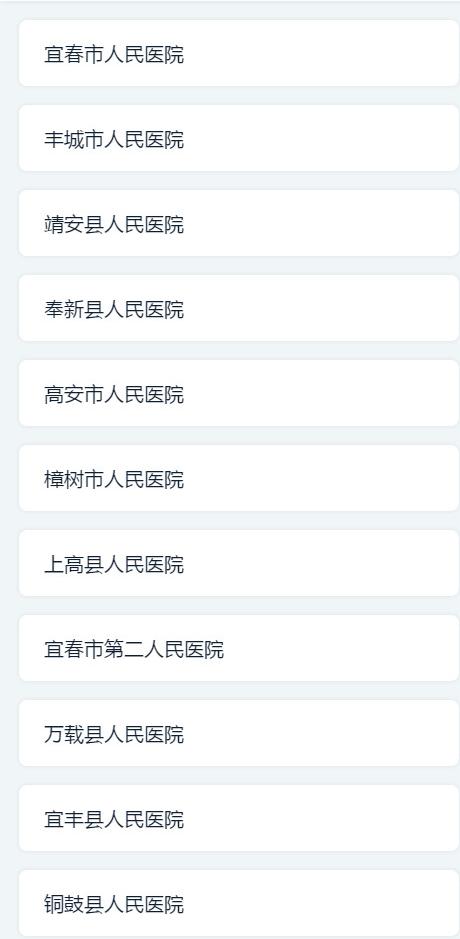 宜春市人民医院
丰城市人民医院
靖安县人民医院
奉新县人民医院
高安市人民医院
樟树市人民医院
上高县人民医院
宜春市第二人民医院
万载县人民医院
宜丰县人民医院
铜鼓县人民医院